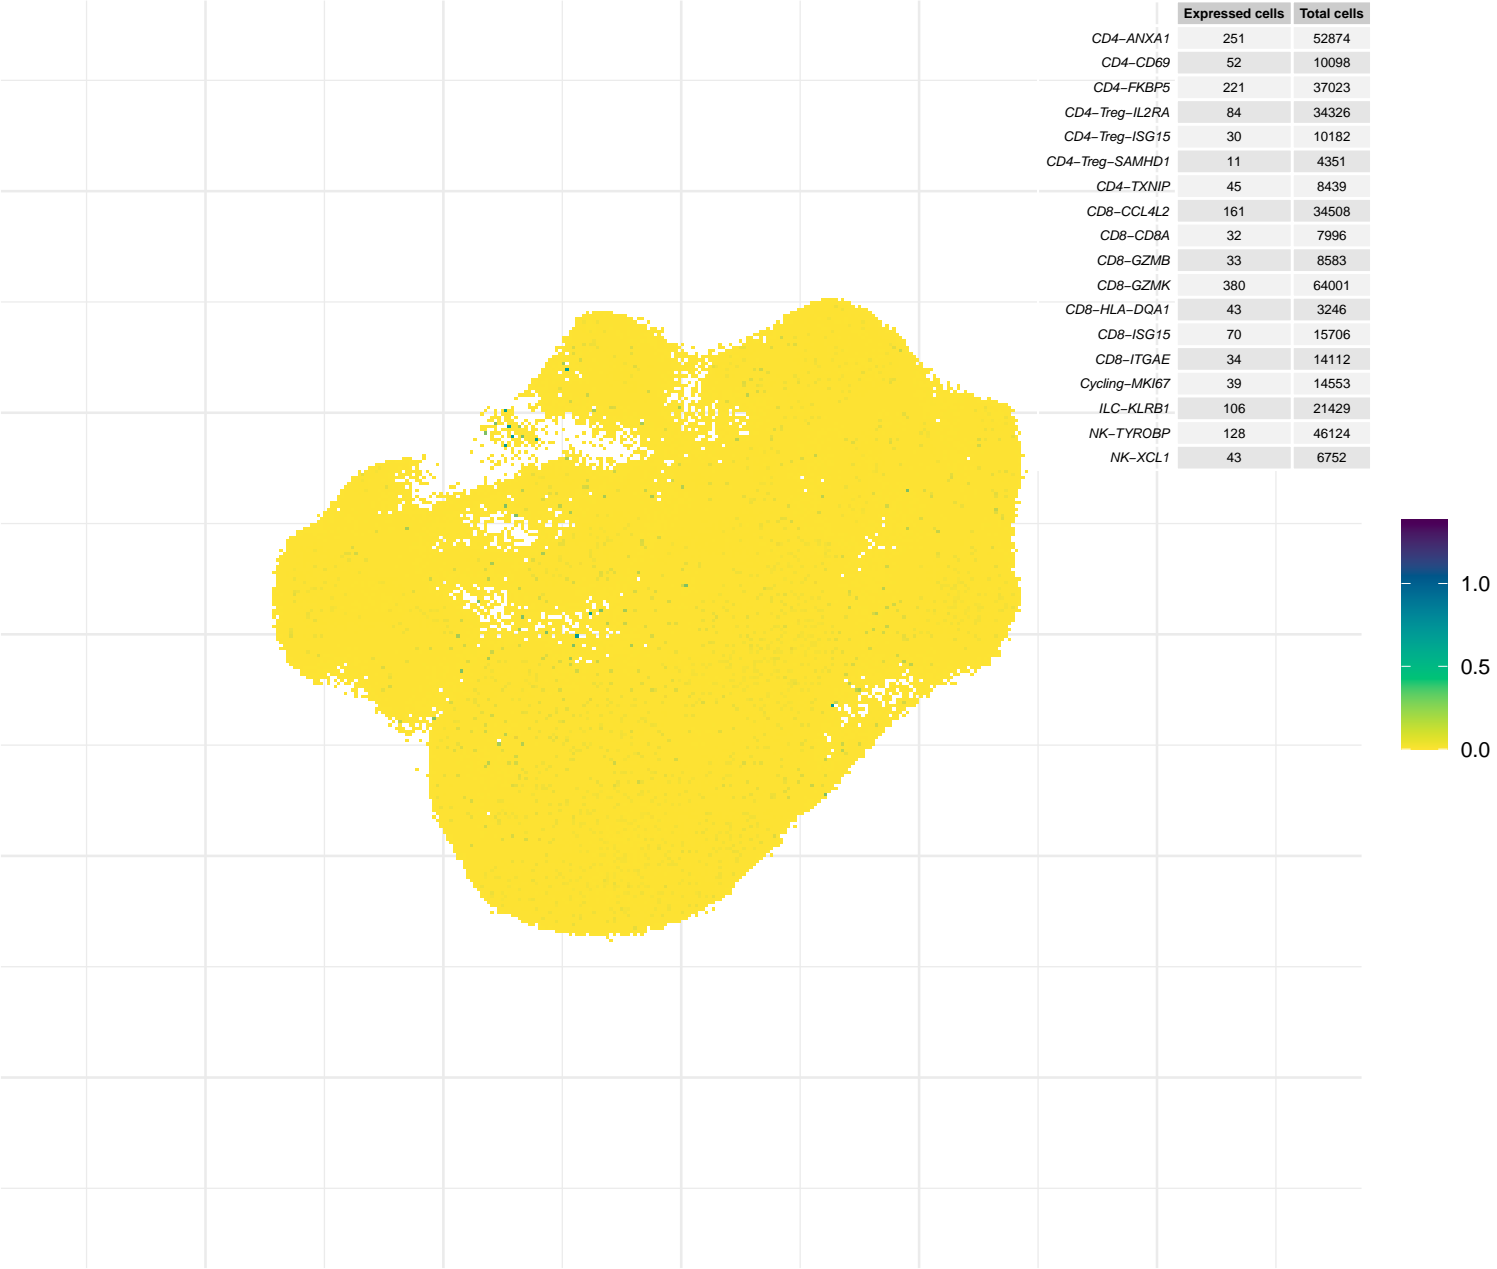 Expressed cells Total cells
CD4−ANXA1 251 52874
CD4−CD69 52 10098
CD4−FKBP5 221 37023
CD4−Treg−IL2RA 84 34326
CD4−Treg−ISG15 30 10182
CD4−Treg−SAMHD1 11 4351
CD4−TXNIP 45 8439
CD8−CCL4L2 161 34508
CD8−CD8A 32 7996
CD8−GZMB 33 8583
CD8−GZMK 380 64001
CD8−HLA−DQA1 43 3246
CD8−ISG15 70 15706
CD8−ITGAE 34 14112
Cycling−MKI67 39 14553
ILC−KLRB1 106 21429
NK−TYROBP 128 46124
NK−XCL1 43 6752
1.0
0.5
0.0